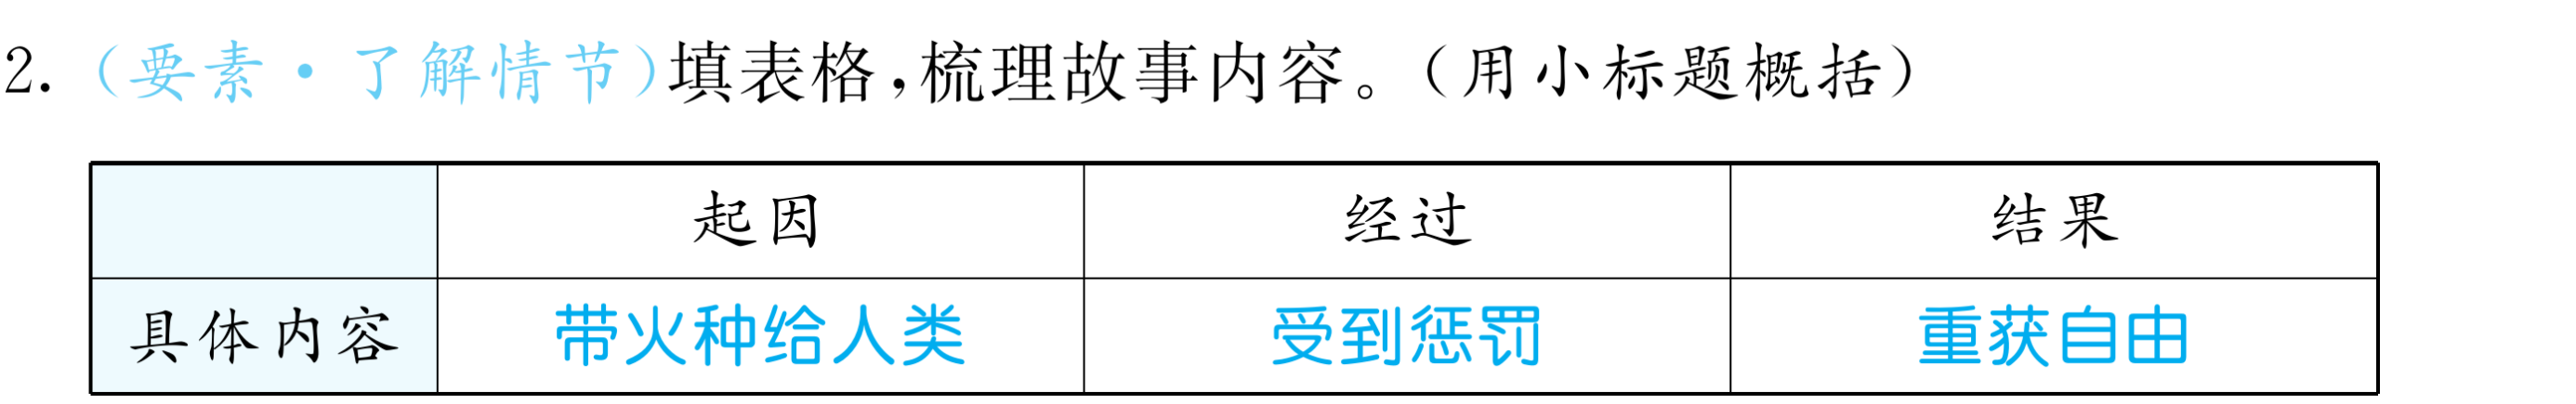 2.(要素·了解情节)填表格,梳理故事内容。(用小标题概括)
起因 经过 结果
具体内容 带火种给人类 受到惩罚 重获自由